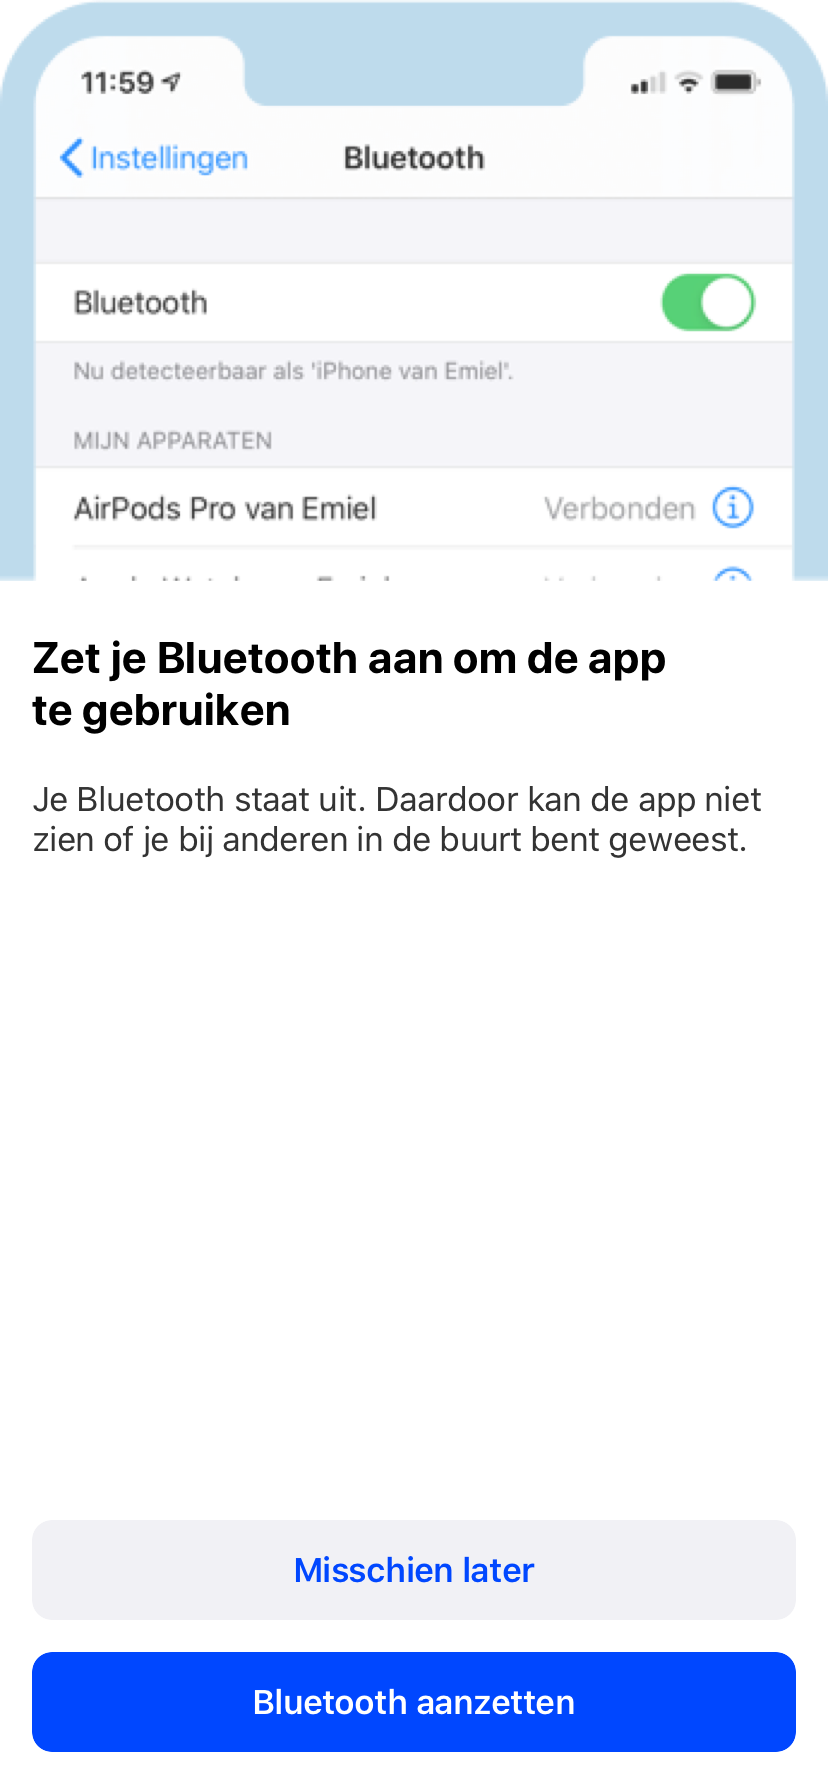 11:59
Instellingen
Bluetooth
Bluetooth
Nu detecteerbaar als 'iPhone van Emiel'.
MIJN APPARATEN
AirPods Pro van Emiel
Verbonden
Zet je Bluetooth aan om de app
te gebruiken
Je Bluetooth staat uit. Daardoor kan de app niet
zien of je bij anderen in de buurt bent geweest.
Misschien later
Bluetooth aanzetten